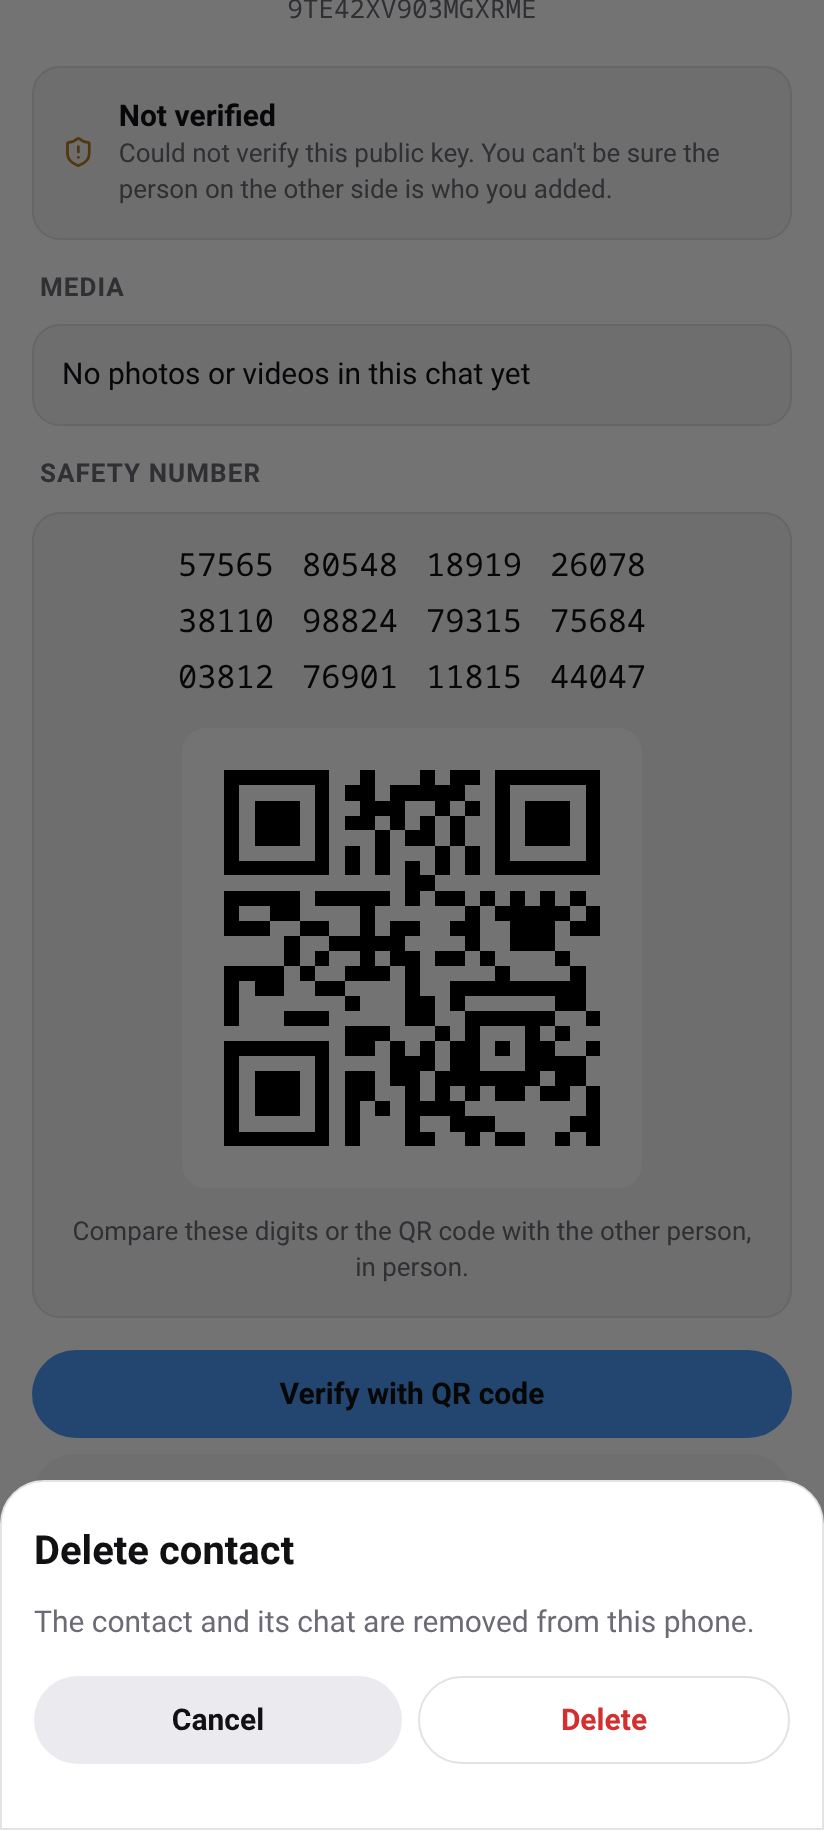 9TE42XV903MGXRME
Not verified
Could not verify this public key. You can't be sure the
person on the other side is who you added.
MEDIA
No photos or videos in this chat yet
SAFETY NUMBER
57565 80548 18919 26078
38110 98824 79315 75684
03812 76901 11815 44047
Compare these digits or the QR code with the other person,
in person.
Verify with QR code
Delete contact
The contact and its chat are removed from this phone.
Cancel Delete